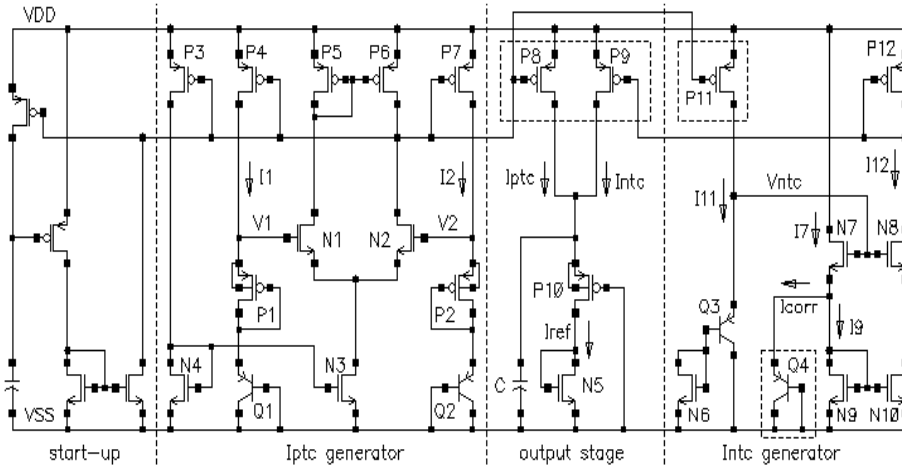 VDD
P3 P4 P5 P6 P7 P8 P9 P11 P12
I1 I2 Iptc Intc I11 Vntc I12
V1 N1 N2 V2 I7 N7 N8
P1 P2 P10 Q3 Icorr
Iref I9
N4 N3 C N5 Q4
VSS Q1 Q2 N6 N9 N10
start-up Iptc generator output stage Intc generator